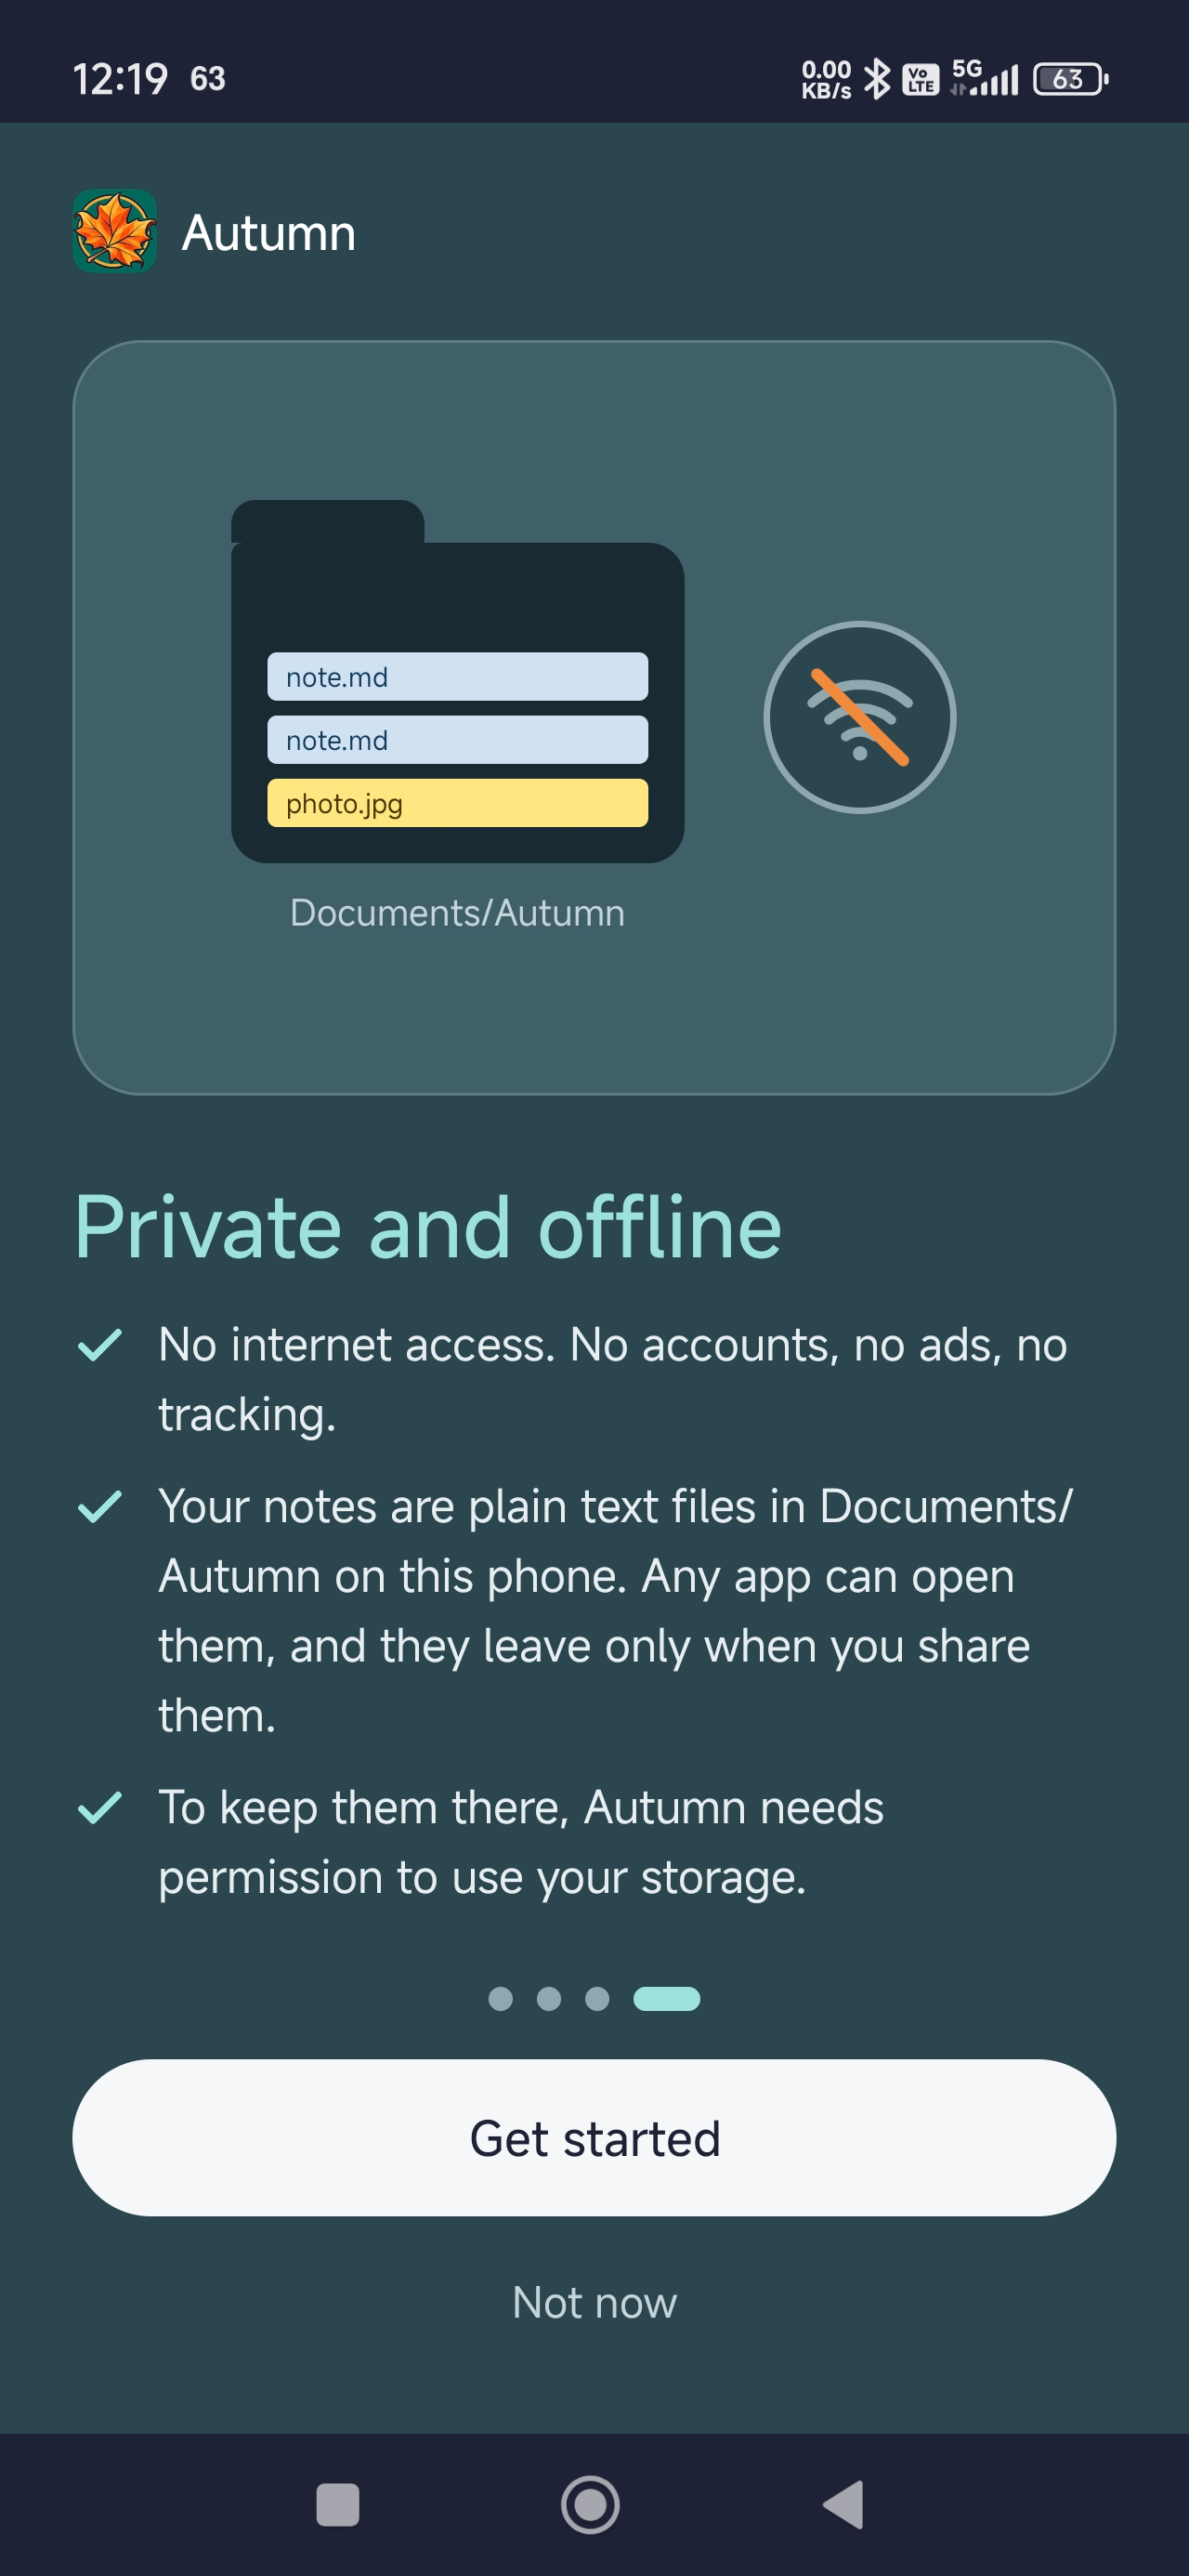 12:19 63
0.00 KB/s Vo LTE 5G 63
Autumn
note.md
note.md
photo.jpg
Documents/Autumn
Private and offline
No internet access. No accounts, no ads, no
tracking.
Your notes are plain text files in Documents/
Autumn on this phone. Any app can open
them, and they leave only when you share
them.
To keep them there, Autumn needs
permission to use your storage.
Get started
Not now